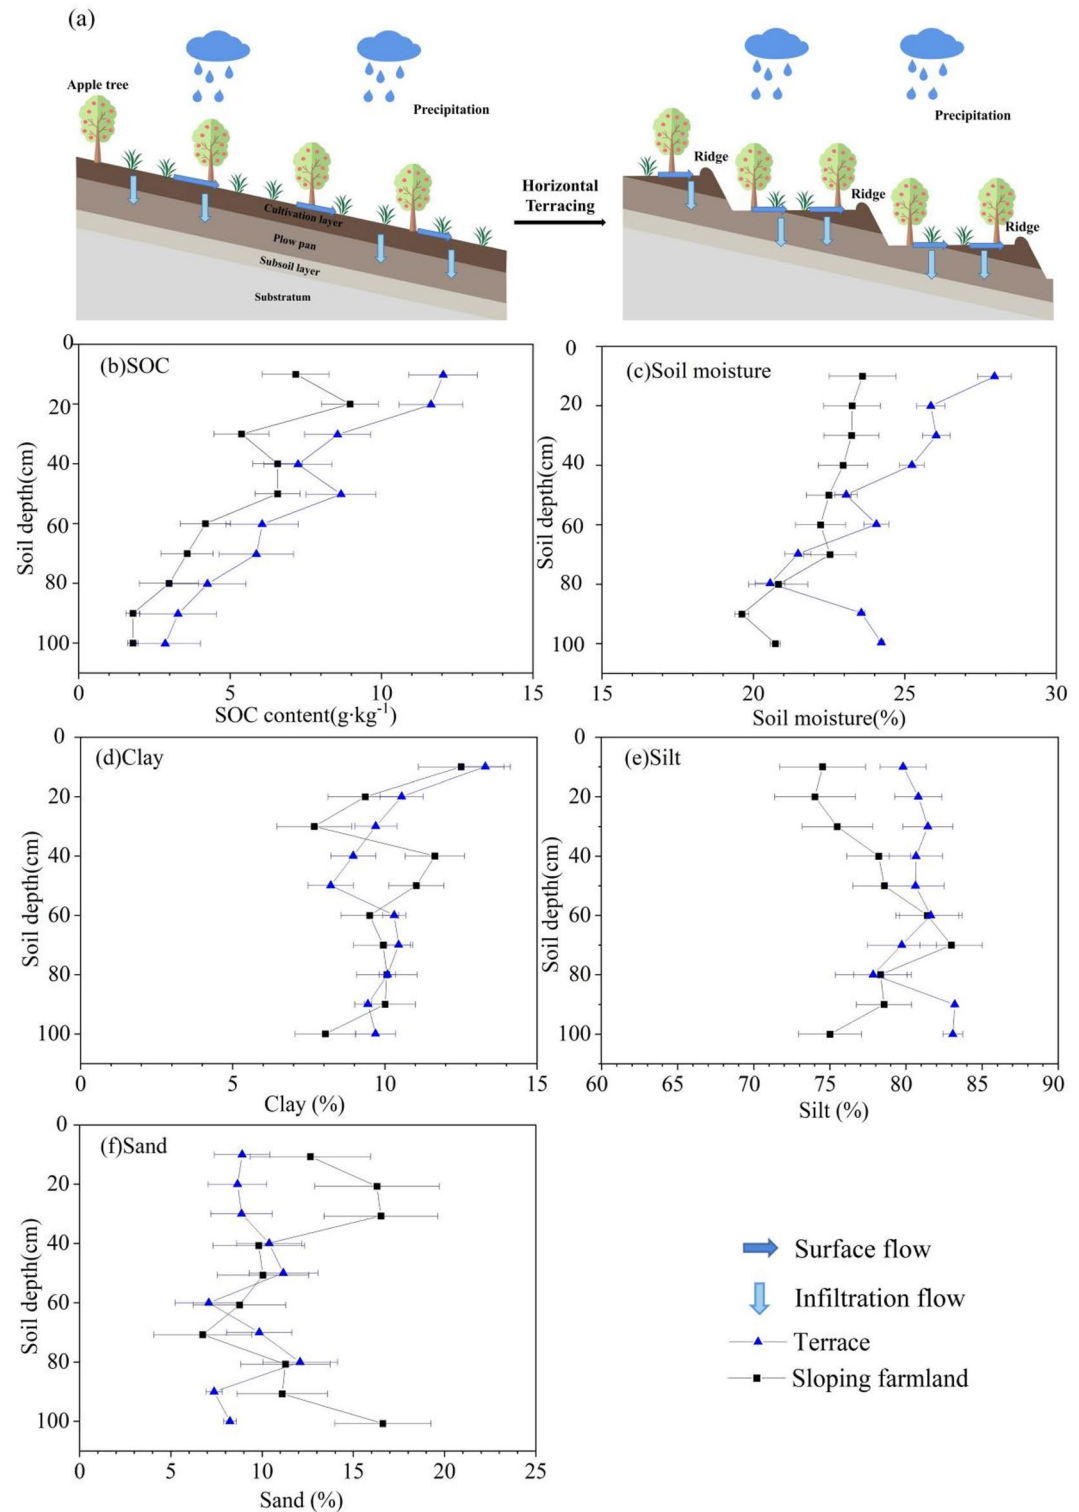 (a)
Apple tree
Precipitation
Cultivation layer
Plow pan
Subsoil layer
Substratum
Horizontal
Terracing
Precipitation
Ridge
Ridge
Ridge
(b)SOC
0
20
40
60
80
100
Soil depth(cm)
0 5 10 15
SOC content(g·kg⁻¹)
(c)Soil moisture
0
20
40
60
80
100
Soil depth(cm)
15 20 25 30
Soil moisture(%)
(d)Clay
0
20
40
60
80
100
Soil depth(cm)
0 5 10 15
Clay (%)
(e)Silt
0
20
40
60
80
100
Soil depth(cm)
60 65 70 75 80 85 90
Silt (%)
(f)Sand
0
20
40
60
80
100
Soil depth(cm)
0 5 10 15 20 25
Sand (%)
Surface flow
Infiltration flow
Terrace
Sloping farmland